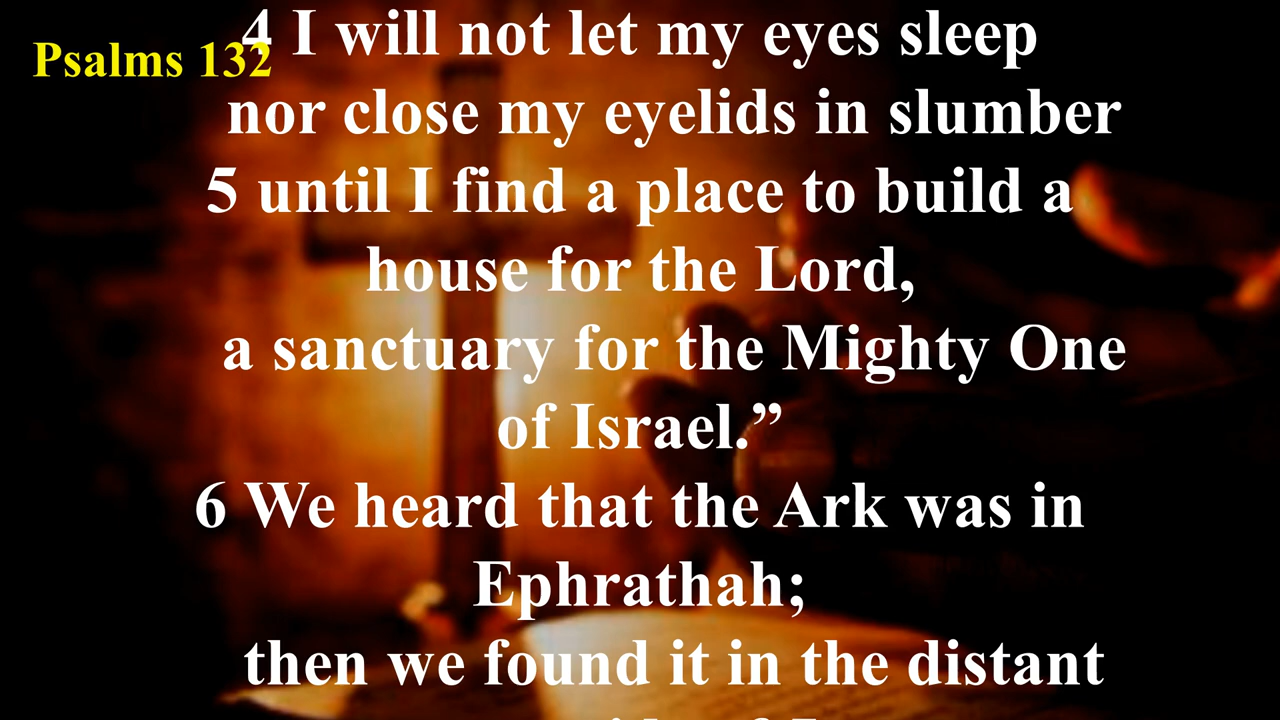 Psalms 132
4 I will not let my eyes sleep
nor close my eyelids in slumber
5 until I find a place to build a
house for the Lord,
a sanctuary for the Mighty One
of Israel.”
6 We heard that the Ark was in
Ephrathah;
then we found it in the distant